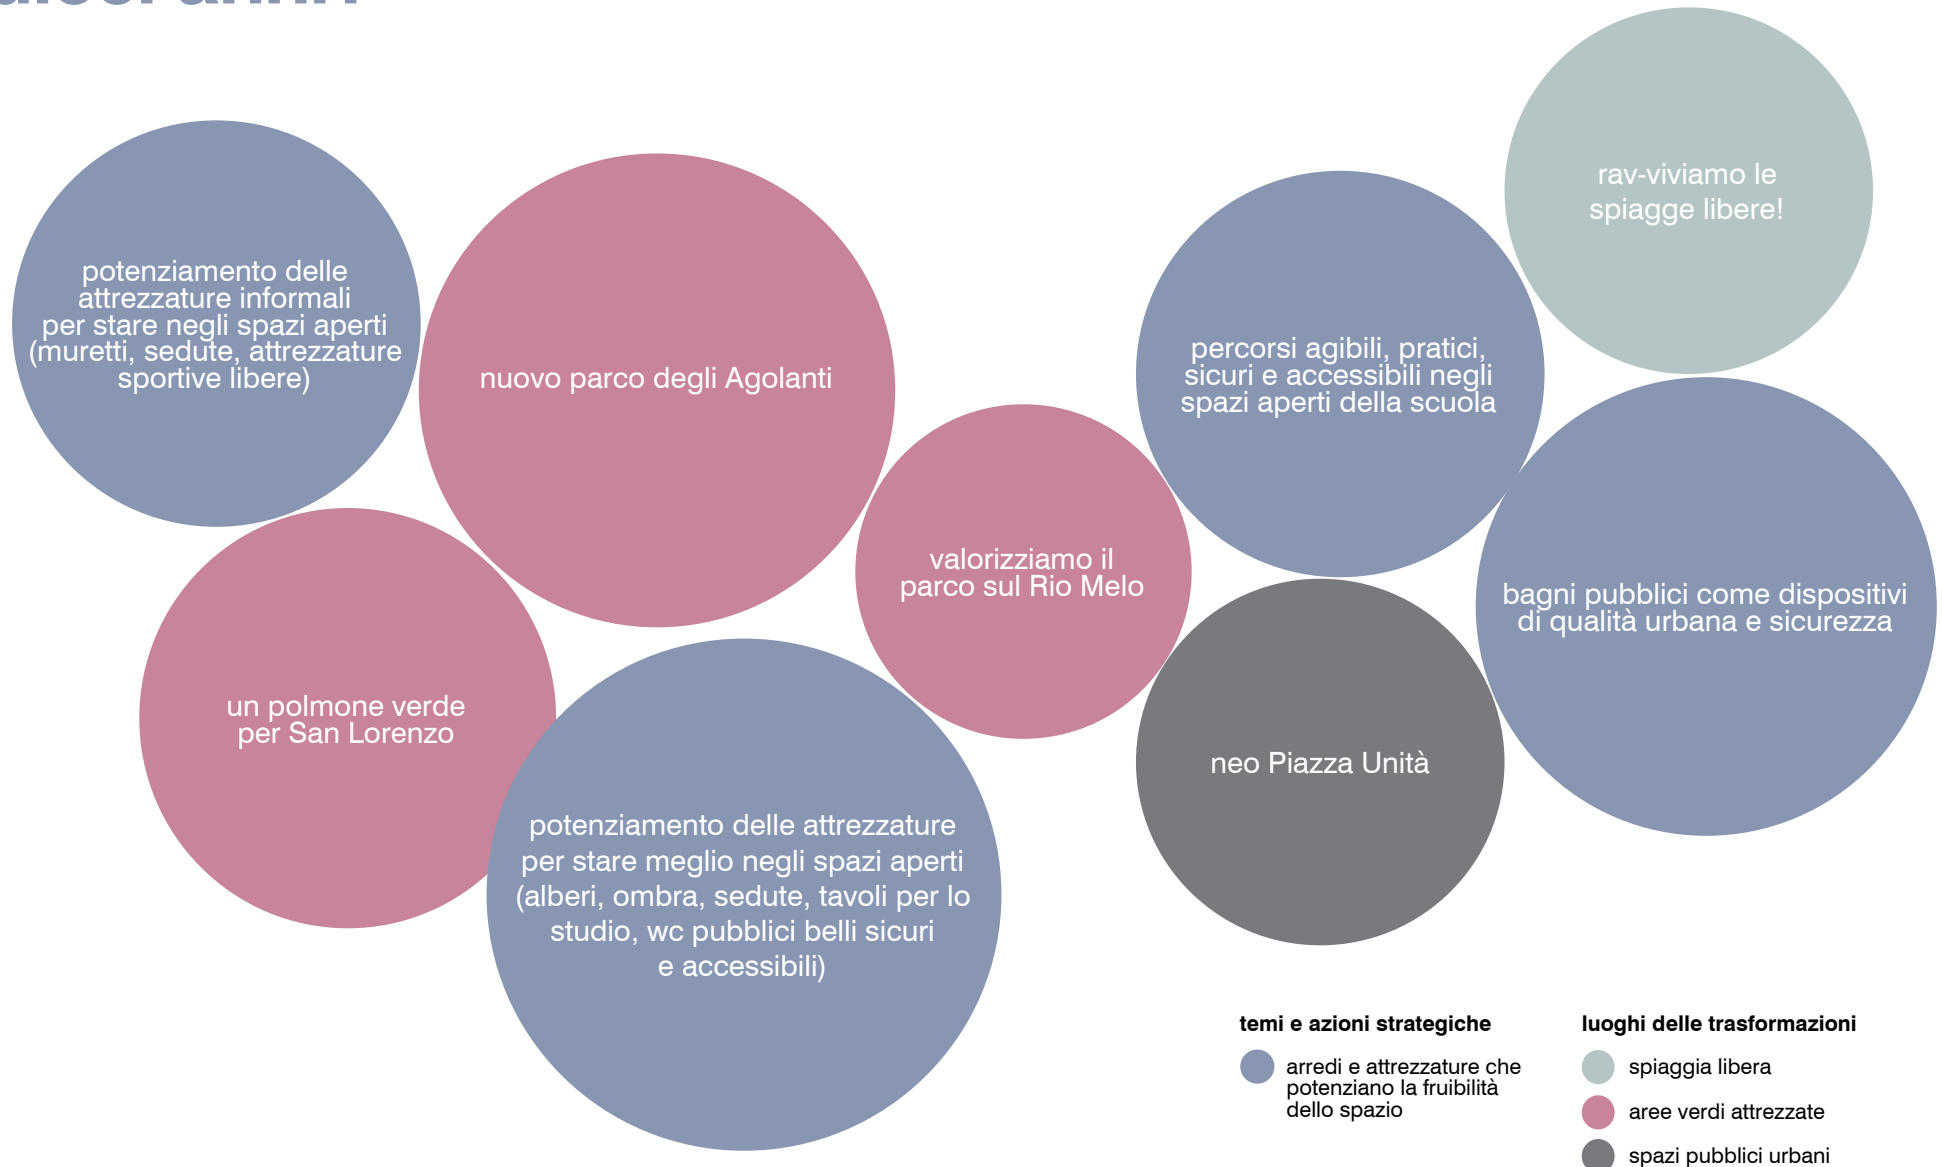 rav-viviamo le
spiagge libere!
potenziamento delle
attrezzature informali
per stare negli spazi aperti
(muretti, sedute, attrezzature
sportive libere)
nuovo parco degli Agolanti
percorsi agibili, pratici,
sicuri e accessibili negli
spazi aperti della scuola
valorizziamo il
parco sul Rio Melo
bagni pubblici come dispositivi
di qualità urbana e sicurezza
un polmone verde
per San Lorenzo
neo Piazza Unità
potenziamento delle attrezzature
per stare meglio negli spazi aperti
(alberi, ombra, sedute, tavoli per lo
studio, wc pubblici belli sicuri
e accessibili)
temi e azioni strategiche
arredi e attrezzature che
potenziano la fruibilità
dello spazio
luoghi delle trasformazioni
spiaggia libera
aree verdi attrezzate
spazi pubblici urbani